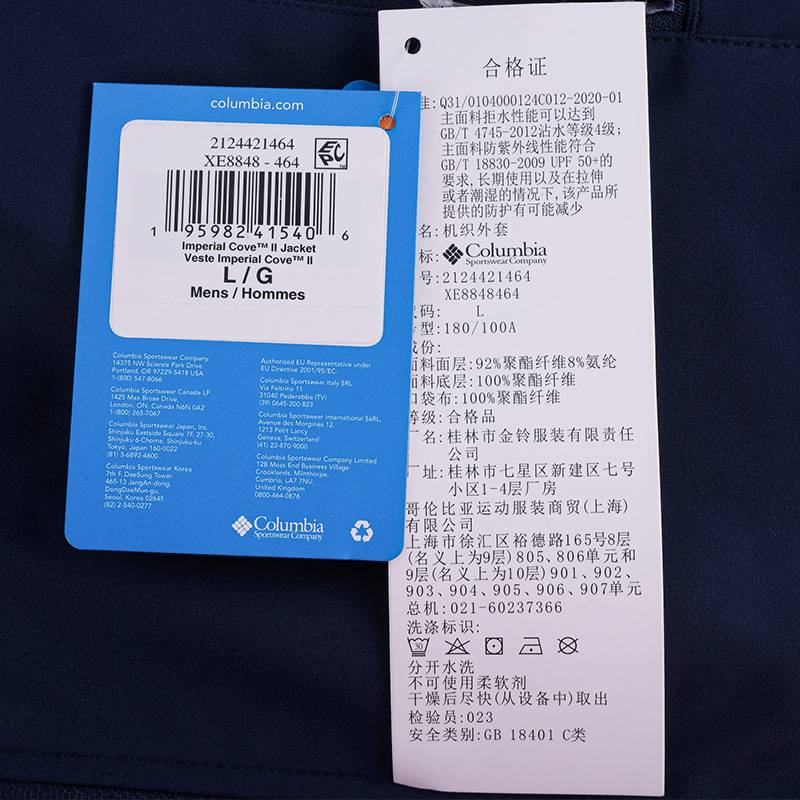 columbia.com
2124421464
XE8848 - 464
EPC
1 95982 41540 6
Imperial Cove™ II Jacket
Veste Imperial Cove™ II
L / G
Mens / Hommes
Columbia Sportswear Company
14375 NW Science Park Drive
Portland, OR 97229-5418 USA
1-(800) 547-8066
Columbia Sportswear Canada LP
1425 Max Brose Drive,
London, ON, Canada N6N 0A2
1-(800) 265-7067
Columbia Sportswear Japan, Inc.
Shinjuku Eastside Square 7F, 27-30,
Shinjuku 6-Chome, Shinjuku-ku
Tokyo, Japan 160-0022
(81) 3-6892-4600
Columbia Sportswear Korea
7th F. DaeSung Tower
465-13 JangAn-dong,
DongDaeMun-gu,
Seoul, Korea 02645
(82) 2-540-0277
Authorized EU Representative under
EU Directive 2001/95/EC:
Columbia Sportswear Italy SRL
Via Feltrina 11
31040 Pederobba (TV)
(39) 0645-200-823
Columbia Sportswear International SàRL,
Avenue des Morgines 12,
1213 Petit Lancy
Geneva, Switzerland
(41) 22-870-9000
Columbia Sportswear Company Limited
12B Moss End Business Village
Crooklands, Milnthorpe,
Cumbria, LA7 7NU,
United Kingdom
0800-464-0876
Columbia
Sportswear Company
合格证
准:Q31/0104000124C012-2020-01
主面料拒水性能可以达到
GB/T 4745-2012沾水等级4级;
主面料防紫外线性能符合
GB/T 18830-2009 UPF 50+的
要求,长期使用以及在拉伸
或者潮湿的情况下,该产品所
提供的防护有可能减少
名:机织外套
标:Columbia
Sportswear Company
号:2124421464
XE8848464
尺码: L
号型:180/100A
成份:
面料面层:92%聚酯纤维8%氨纶
面料底层:100%聚酯纤维
口袋布:100%聚酯纤维
等级:合格品
厂名:桂林市金铃服装有限责任
公司
厂址:桂林市七星区新建区七号
小区1-4层厂房
哥伦比亚运动服装商贸(上海)
有限公司
上海市徐汇区裕德路165号8层
(名义上为9层)805、806单元和
9层(名义上为10层)901、902、
903、904、905、906、907单元
总机:021-60237366
洗涤标识:
30
分开水洗
不可使用柔软剂
干燥后尽快(从设备中)取出
检验员:023
安全类别:GB 18401 C类